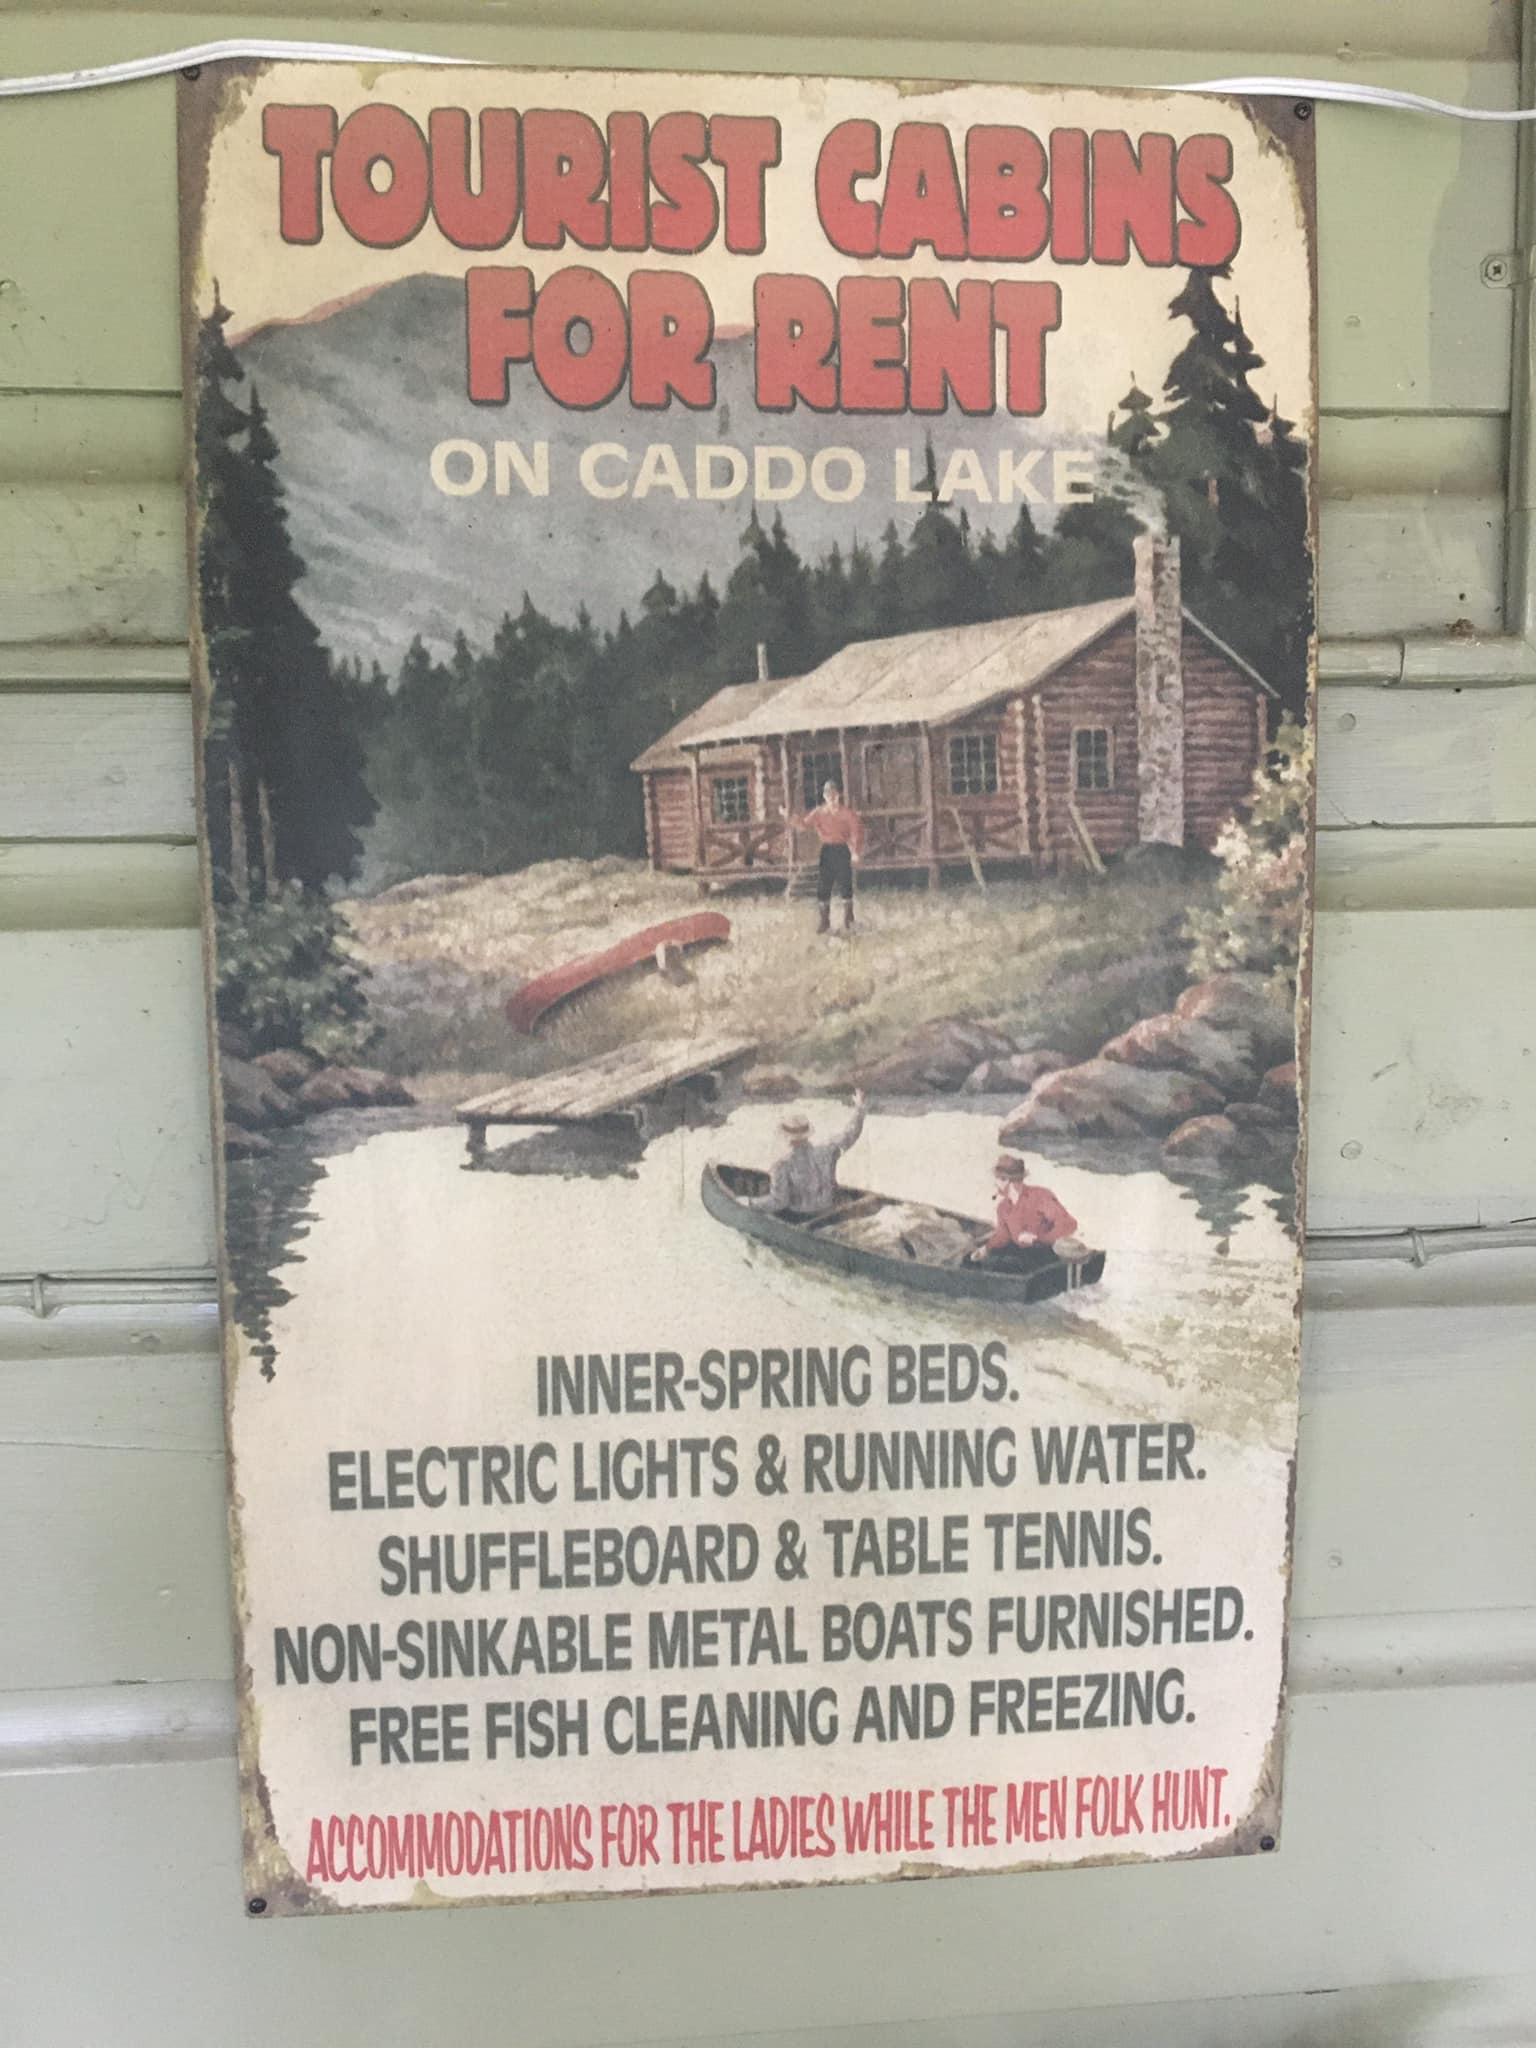 TOURIST CABINS
FOR RENT
ON CADDO LAKE
INNER-SPRING BEDS.
ELECTRIC LIGHTS & RUNNING WATER.
SHUFFLEBOARD & TABLE TENNIS.
NON-SINKABLE METAL BOATS FURNISHED.
FREE FISH CLEANING AND FREEZING.
ACCOMMODATIONS FOR THE LADIES WHILE THE MEN FOLK HUNT.